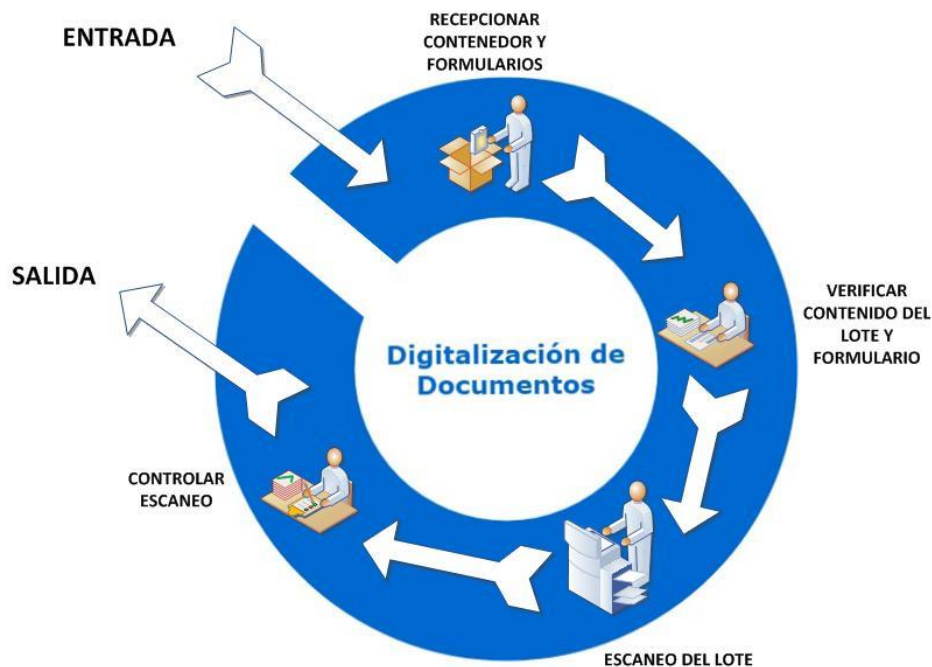 ENTRADA
RECEPCIONAR
CONTENEDOR Y
FORMULARIOS
VERIFICAR
CONTENIDO DEL
LOTE Y
FORMULARIO
ESCANEO DEL LOTE
CONTROLAR
ESCANEO
SALIDA
Digitalización de
Documentos